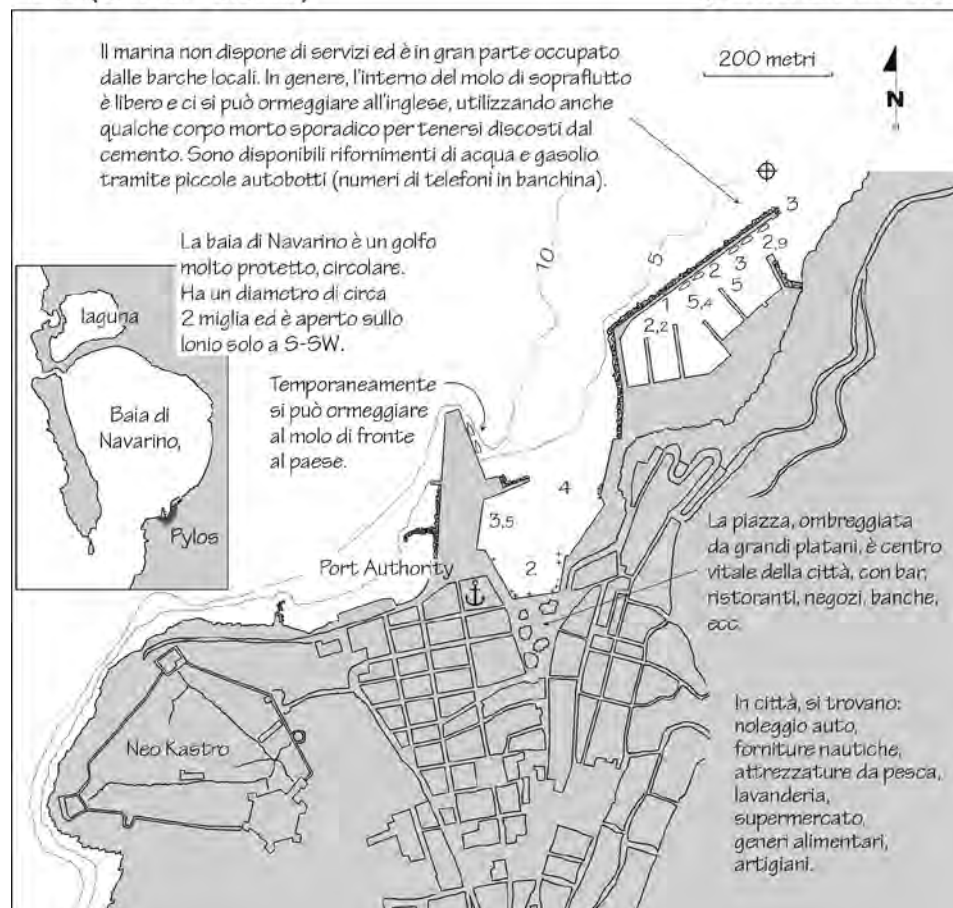 Il marina non dispone di servizi ed è in gran parte occupato
dalle barche locali. In genere, l'interno del molo di sopraflutto
è libero e ci si può ormeggiare all'inglese, utilizzando anche
qualche corpo morto sporadico per tenersi discosti dal
cemento. Sono disponibili rifornimenti di acqua e gasolio
tramite piccole autobotti (numeri di telefoni in banchina).
200 metri
N
La baia di Navarino è un golfo
molto protetto, circolare.
Ha un diametro di circa
2 miglia ed è aperto sullo
Ionio solo a S-SW.
10
5
3
2,9
3
2
5
5,4
1
2,2
laguna
Baia di
Navarino,
Pylos
Temporaneamente
si può ormeggiare
al molo di fronte
al paese.
4
3,5
2
Port Authority
La piazza, ombreggiata
da grandi platani, è centro
vitale della città, con bar,
ristoranti, negozi, banche,
ecc.
Neo Kastro
In città, si trovano:
noleggio auto,
forniture nautiche,
attrezzature da pesca,
lavanderia,
supermercato,
generi alimentari,
artigiani.